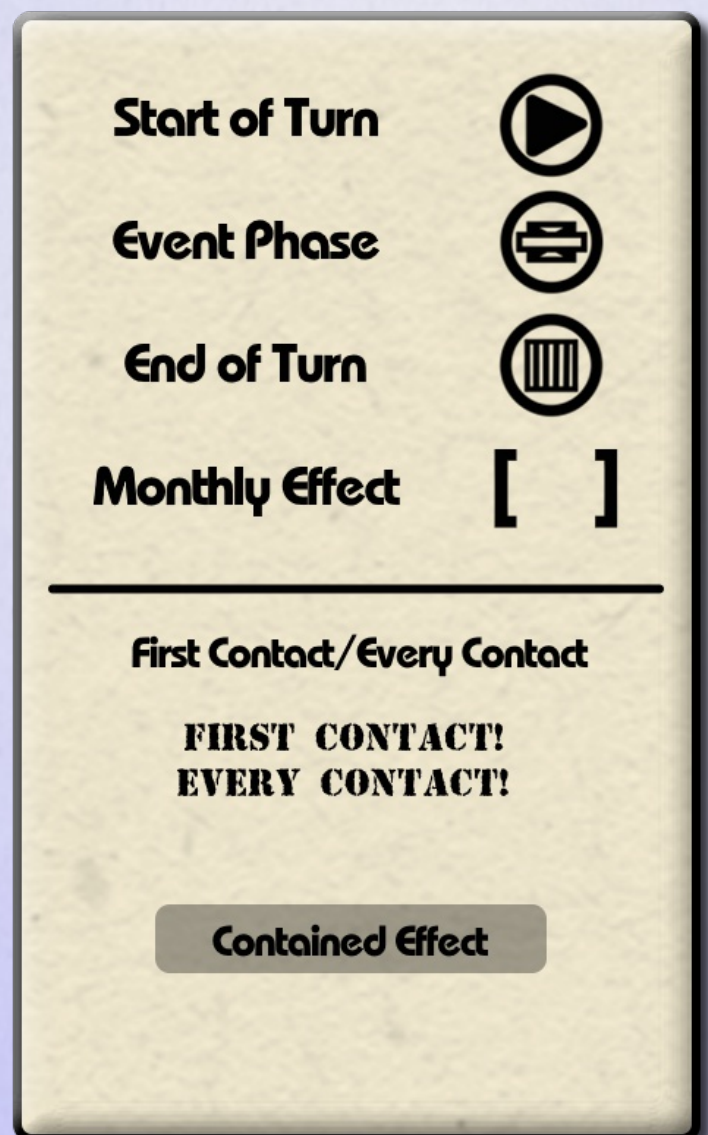 Start of Turn
Event Phase
End of Turn
Monthly Effect [ ]
First Contact/Every Contact
FIRST CONTACT!
EVERY CONTACT!
Contained Effect